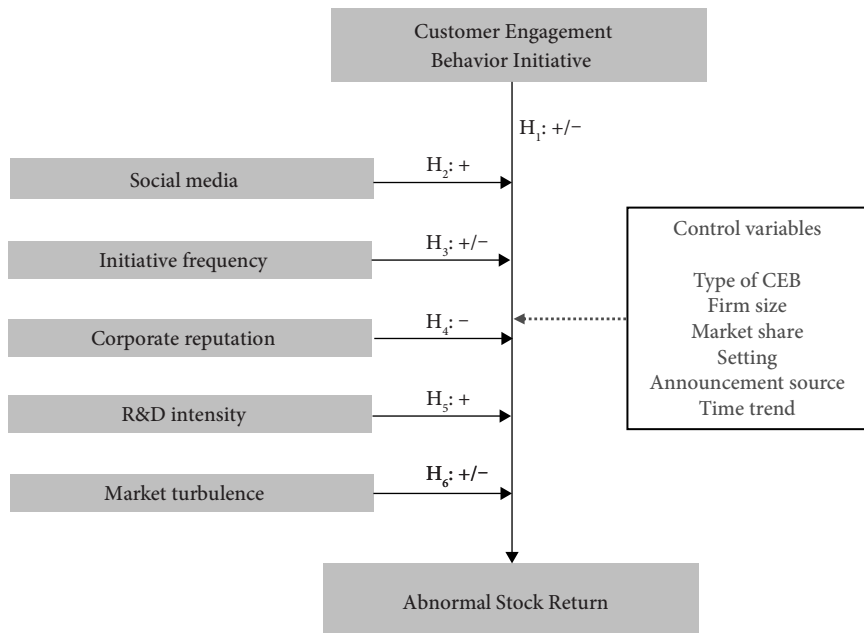 Customer Engagement
Behavior Initiative
H₁: +/−
Social media
H₂: +
Initiative frequency
H₃: +/−
Corporate reputation
H₄: −
R&D intensity
H₅: +
Market turbulence
H₆: +/−
Control variables
Type of CEB
Firm size
Market share
Setting
Announcement source
Time trend
Abnormal Stock Return